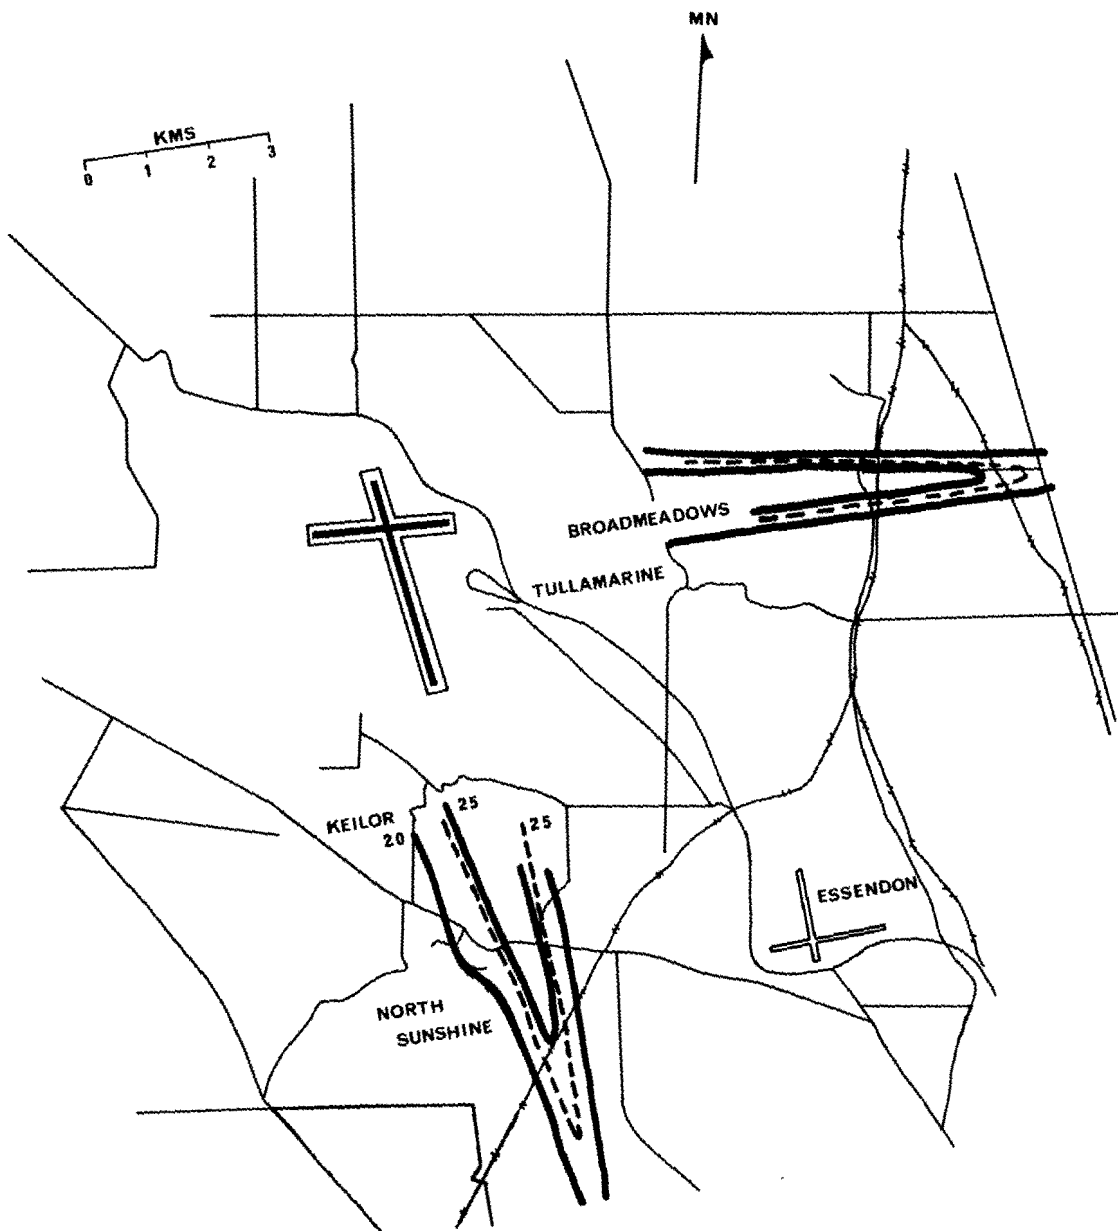 MN
KMS
0 1 2 3
BROADMEADOWS
TULLAMARINE
25
KEILOR
20
25
ESSENDON
NORTH
SUNSHINE